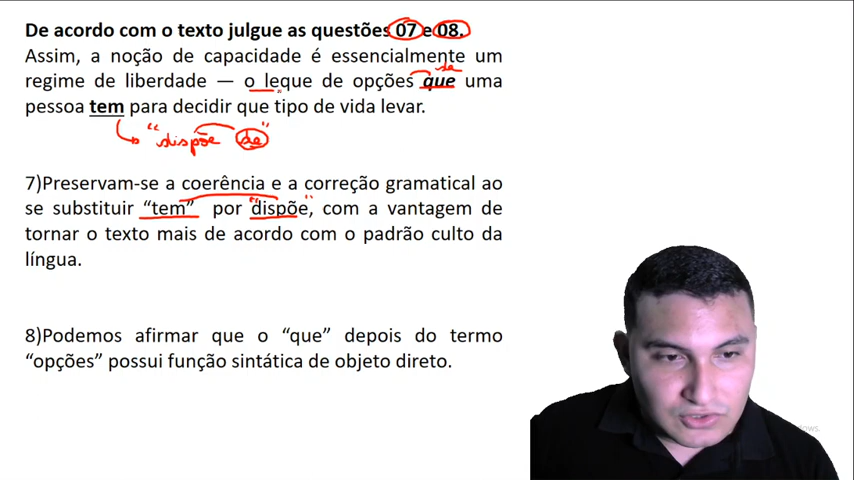 De acordo com o texto julgue as questões 07 e 08.
de
Assim, a noção de capacidade é essencialmente um
regime de liberdade — o leque de opções que uma
pessoa tem para decidir que tipo de vida levar.
"dispõe de"
7)Preservam-se a coerência e a correção gramatical ao
se substituir “tem” por “dispõe”, com a vantagem de
tornar o texto mais de acordo com o padrão culto da
língua.
8)Podemos afirmar que o “que” depois do termo
“opções” possui função sintática de objeto direto.